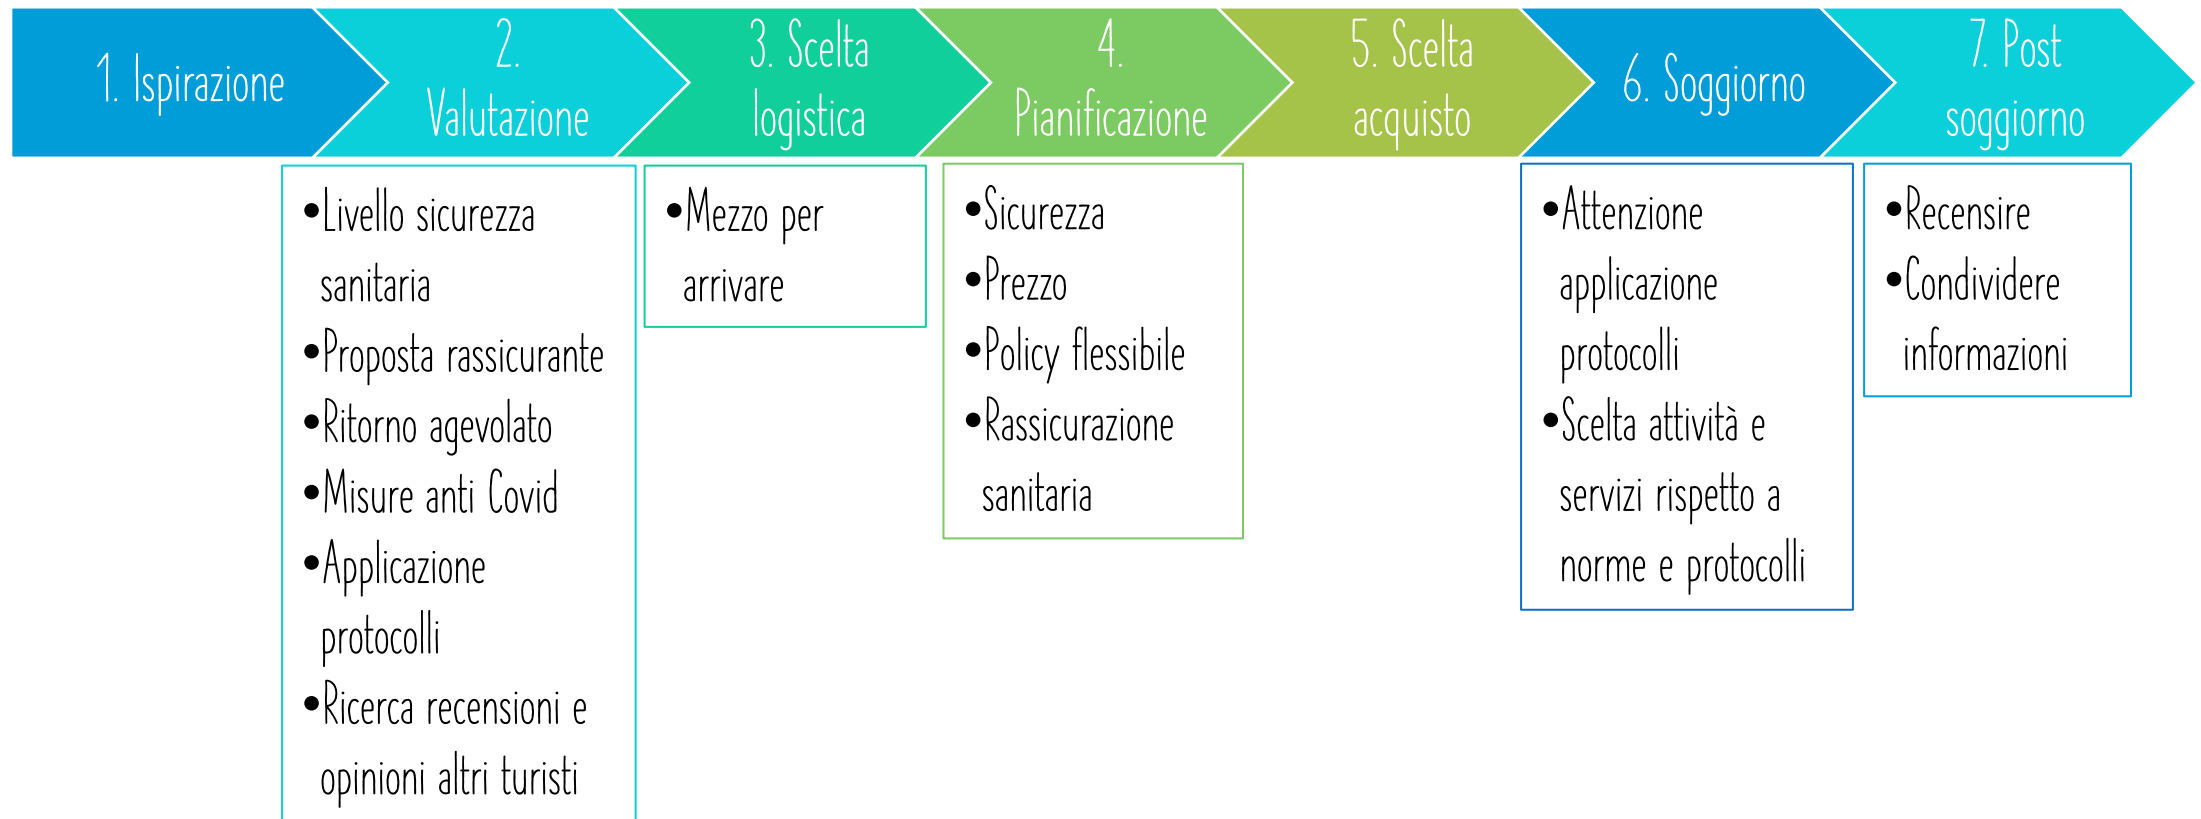 1. Ispirazione
2.
Valutazione
3. Scelta
logistica
4.
Pianificazione
5. Scelta
acquisto
6. Soggiorno
7. Post
soggiorno
•Livello sicurezza
sanitaria
•Proposta rassicurante
•Ritorno agevolato
•Misure anti Covid
•Applicazione
protocolli
•Ricerca recensioni e
opinioni altri turisti
•Mezzo per
arrivare
•Sicurezza
•Prezzo
•Policy flessibile
•Rassicurazione
sanitaria
•Attenzione
applicazione
protocolli
•Scelta attività e
servizi rispetto a
norme e protocolli
•Recensire
•Condividere
informazioni